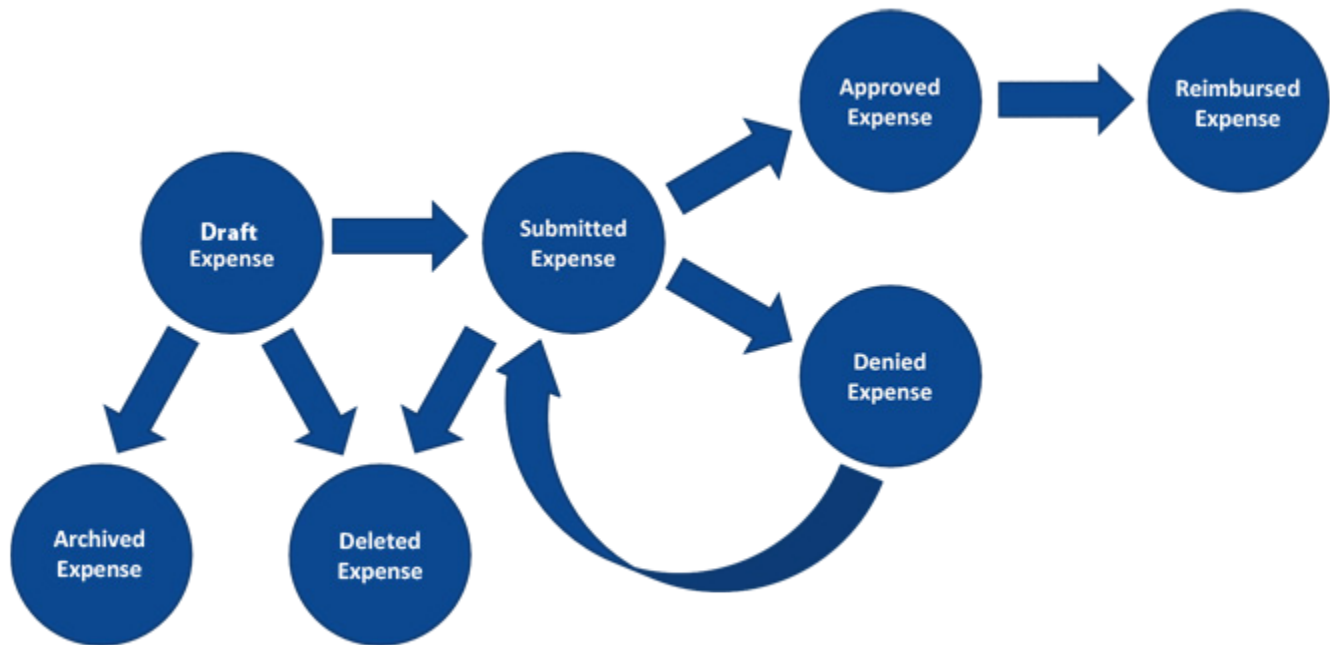 Approved
Expense
Reimbursed
Expense
Draft
Expense
Submitted
Expense
Denied
Expense
Archived
Expense
Deleted
Expense